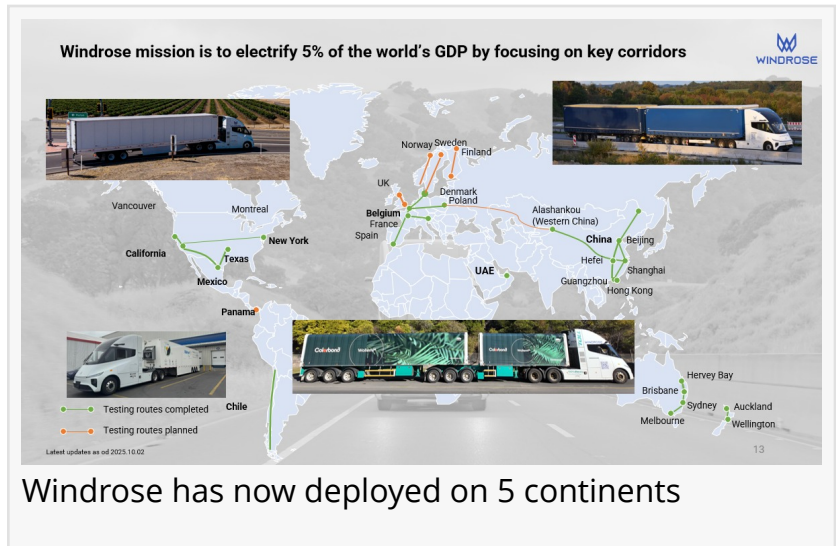 Windrose mission is to electrify 5% of the world's GDP by focusing on key corridors
WINDROSE
Norway Sweden
Finland
UK
Denmark
Poland
Belgium
France
Spain
Vancouver
Montreal
Alashankou
(Western China)
China
Beijing
California
New York
Texas
Mexico
UAE
Hefei
Shanghai
Guangzhou
Hong Kong
Panama
Colorbond
Colorbond
Hervey Bay
Brisbane
Sydney
Auckland
Melbourne
Wellington
Testing routes completed
Chile
Testing routes planned
Latest updates as od 2025.10.02
13
Windrose has now deployed on 5 continents